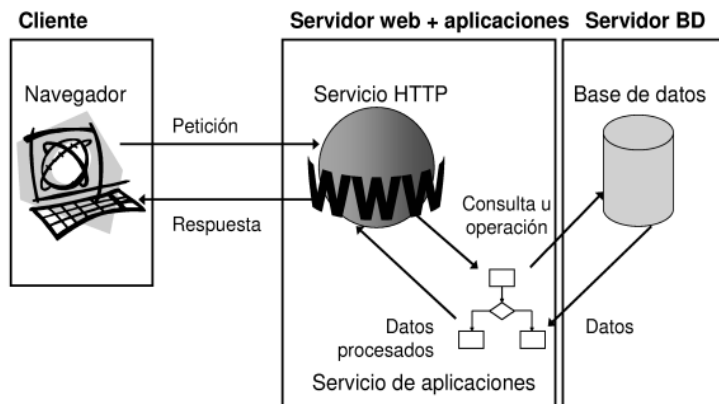 Cliente
Servidor web + aplicaciones
Servidor BD
Navegador
Servicio HTTP
Base de datos
Petición
WWW
Respuesta
Consulta u
operación
Datos
procesados
Datos
Servicio de aplicaciones